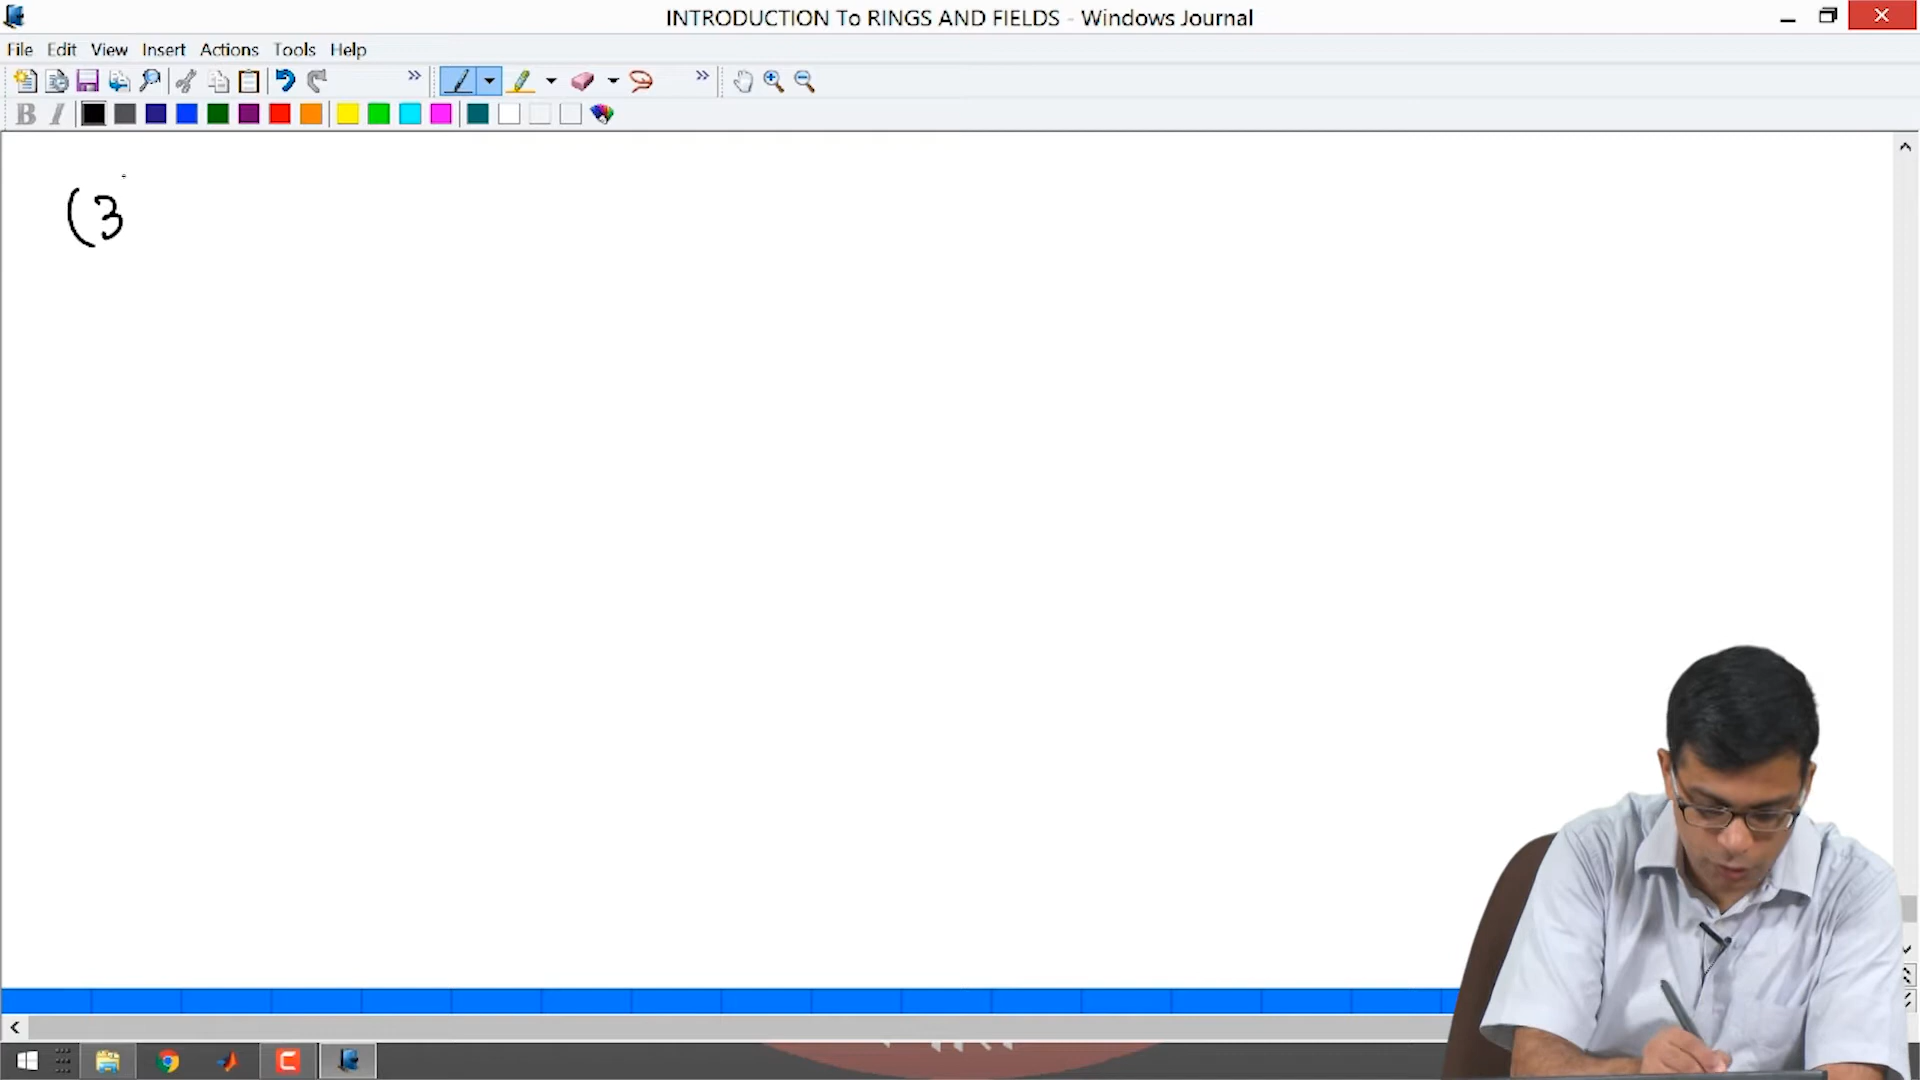 INTRODUCTION To RINGS AND FIELDS - Windows Journal
File Edit View Insert Actions Tools Help
B I
(3